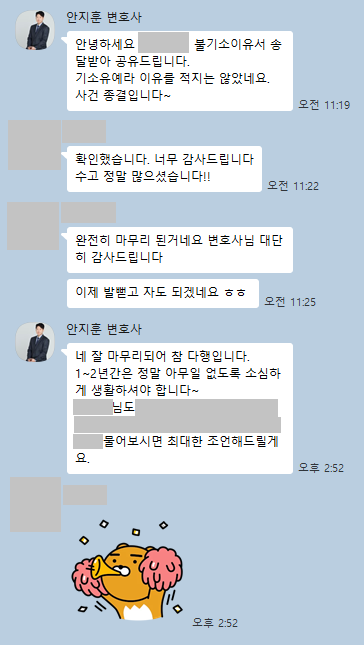 안지훈 변호사
안녕하세요 불기소이유서 송
달받아 공유드립니다.
기소유예라 이유를 적지는 않았네요.
사건 종결입니다~
오전 11:19
확인했습니다. 너무 감사드립니다
수고 정말 많으셨습니다!!
오전 11:22
완전히 마무리 된거네요 변호사님 대단
히 감사드립니다
이제 발뻗고 자도 되겠네요 ㅎㅎ
오전 11:25
안지훈 변호사
네 잘 마무리되어 참 다행입니다.
1~2년간은 정말 아무일 없도록 소심하
게 생활하셔야 합니다~
님도
물어보시면 최대한 조언해드릴게
요.
오후 2:52
오후 2:52